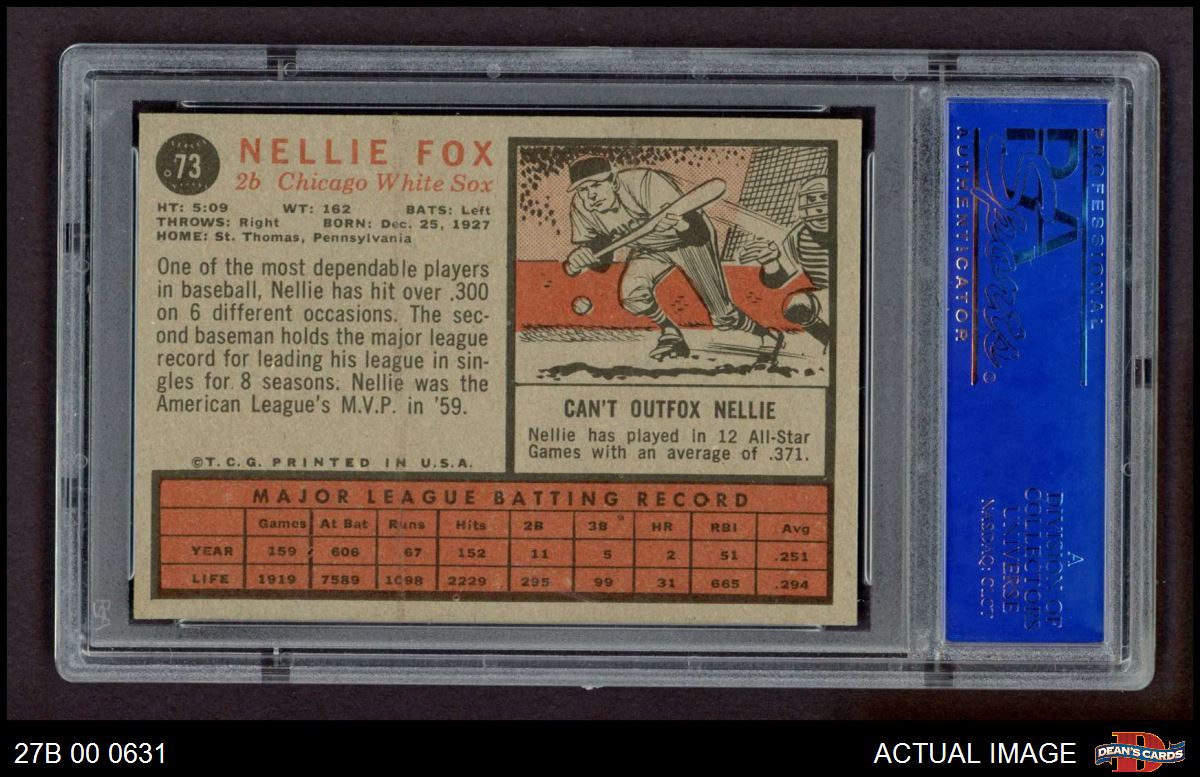 73
NELLIE FOX
2b Chicago White Sox
HT: 5:09 WT: 162 BATS: Left
THROWS: Right BORN: Dec. 25, 1927
HOME: St. Thomas, Pennsylvania
One of the most dependable players
in baseball, Nellie has hit over .300
on 6 different occasions. The sec-
ond baseman holds the major league
record for leading his league in sin-
gles for 8 seasons. Nellie was the
American League's M.V.P. in '59.
©T.C.G. PRINTED IN U.S.A.
CAN'T OUTFOX NELLIE
Nellie has played in 12 All-Star
Games with an average of .371.
MAJOR LEAGUE BATTING RECORD
Games At Bat Runs Hits 2B 3B HR RBI Avg
YEAR 159 606 67 152 11 5 2 51 .251
LIFE 1919 7589 1098 2229 295 99 31 665 .294
PSA
PROFESSIONAL
AUTHENTICATOR
A
DIVISION OF
COLLECTORS
UNIVERSE
NASDAQ: CLCT
27B 00 0631
ACTUAL IMAGE
DEAN'S CARDS